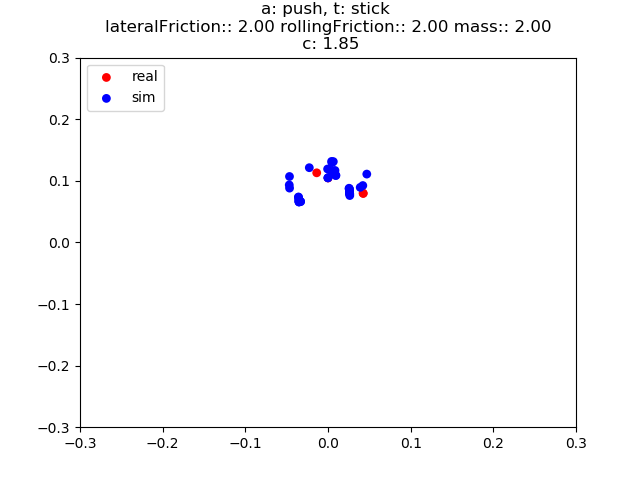 a: push, t: stick
lateralFriction:: 2.00 rollingFriction:: 2.00 mass:: 2.00
c: 1.85
0.3
real
sim
0.2
0.1
0.0
−0.1
−0.2
−0.3
−0.3
−0.2
−0.1
0.0
0.1
0.2
0.3